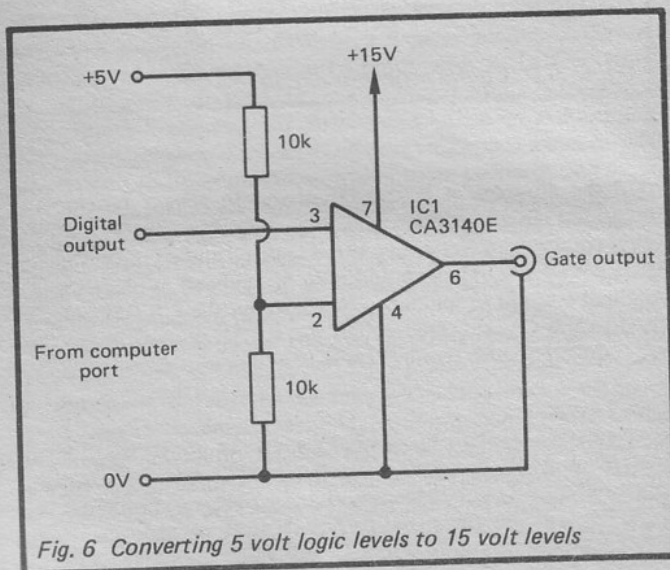 +15V
+5V
10k
IC1
CA3140E
Digital
output
3
7
6
Gate output
2
4
From computer
port
10k
0V
Fig. 6 Converting 5 volt logic levels to 15 volt levels